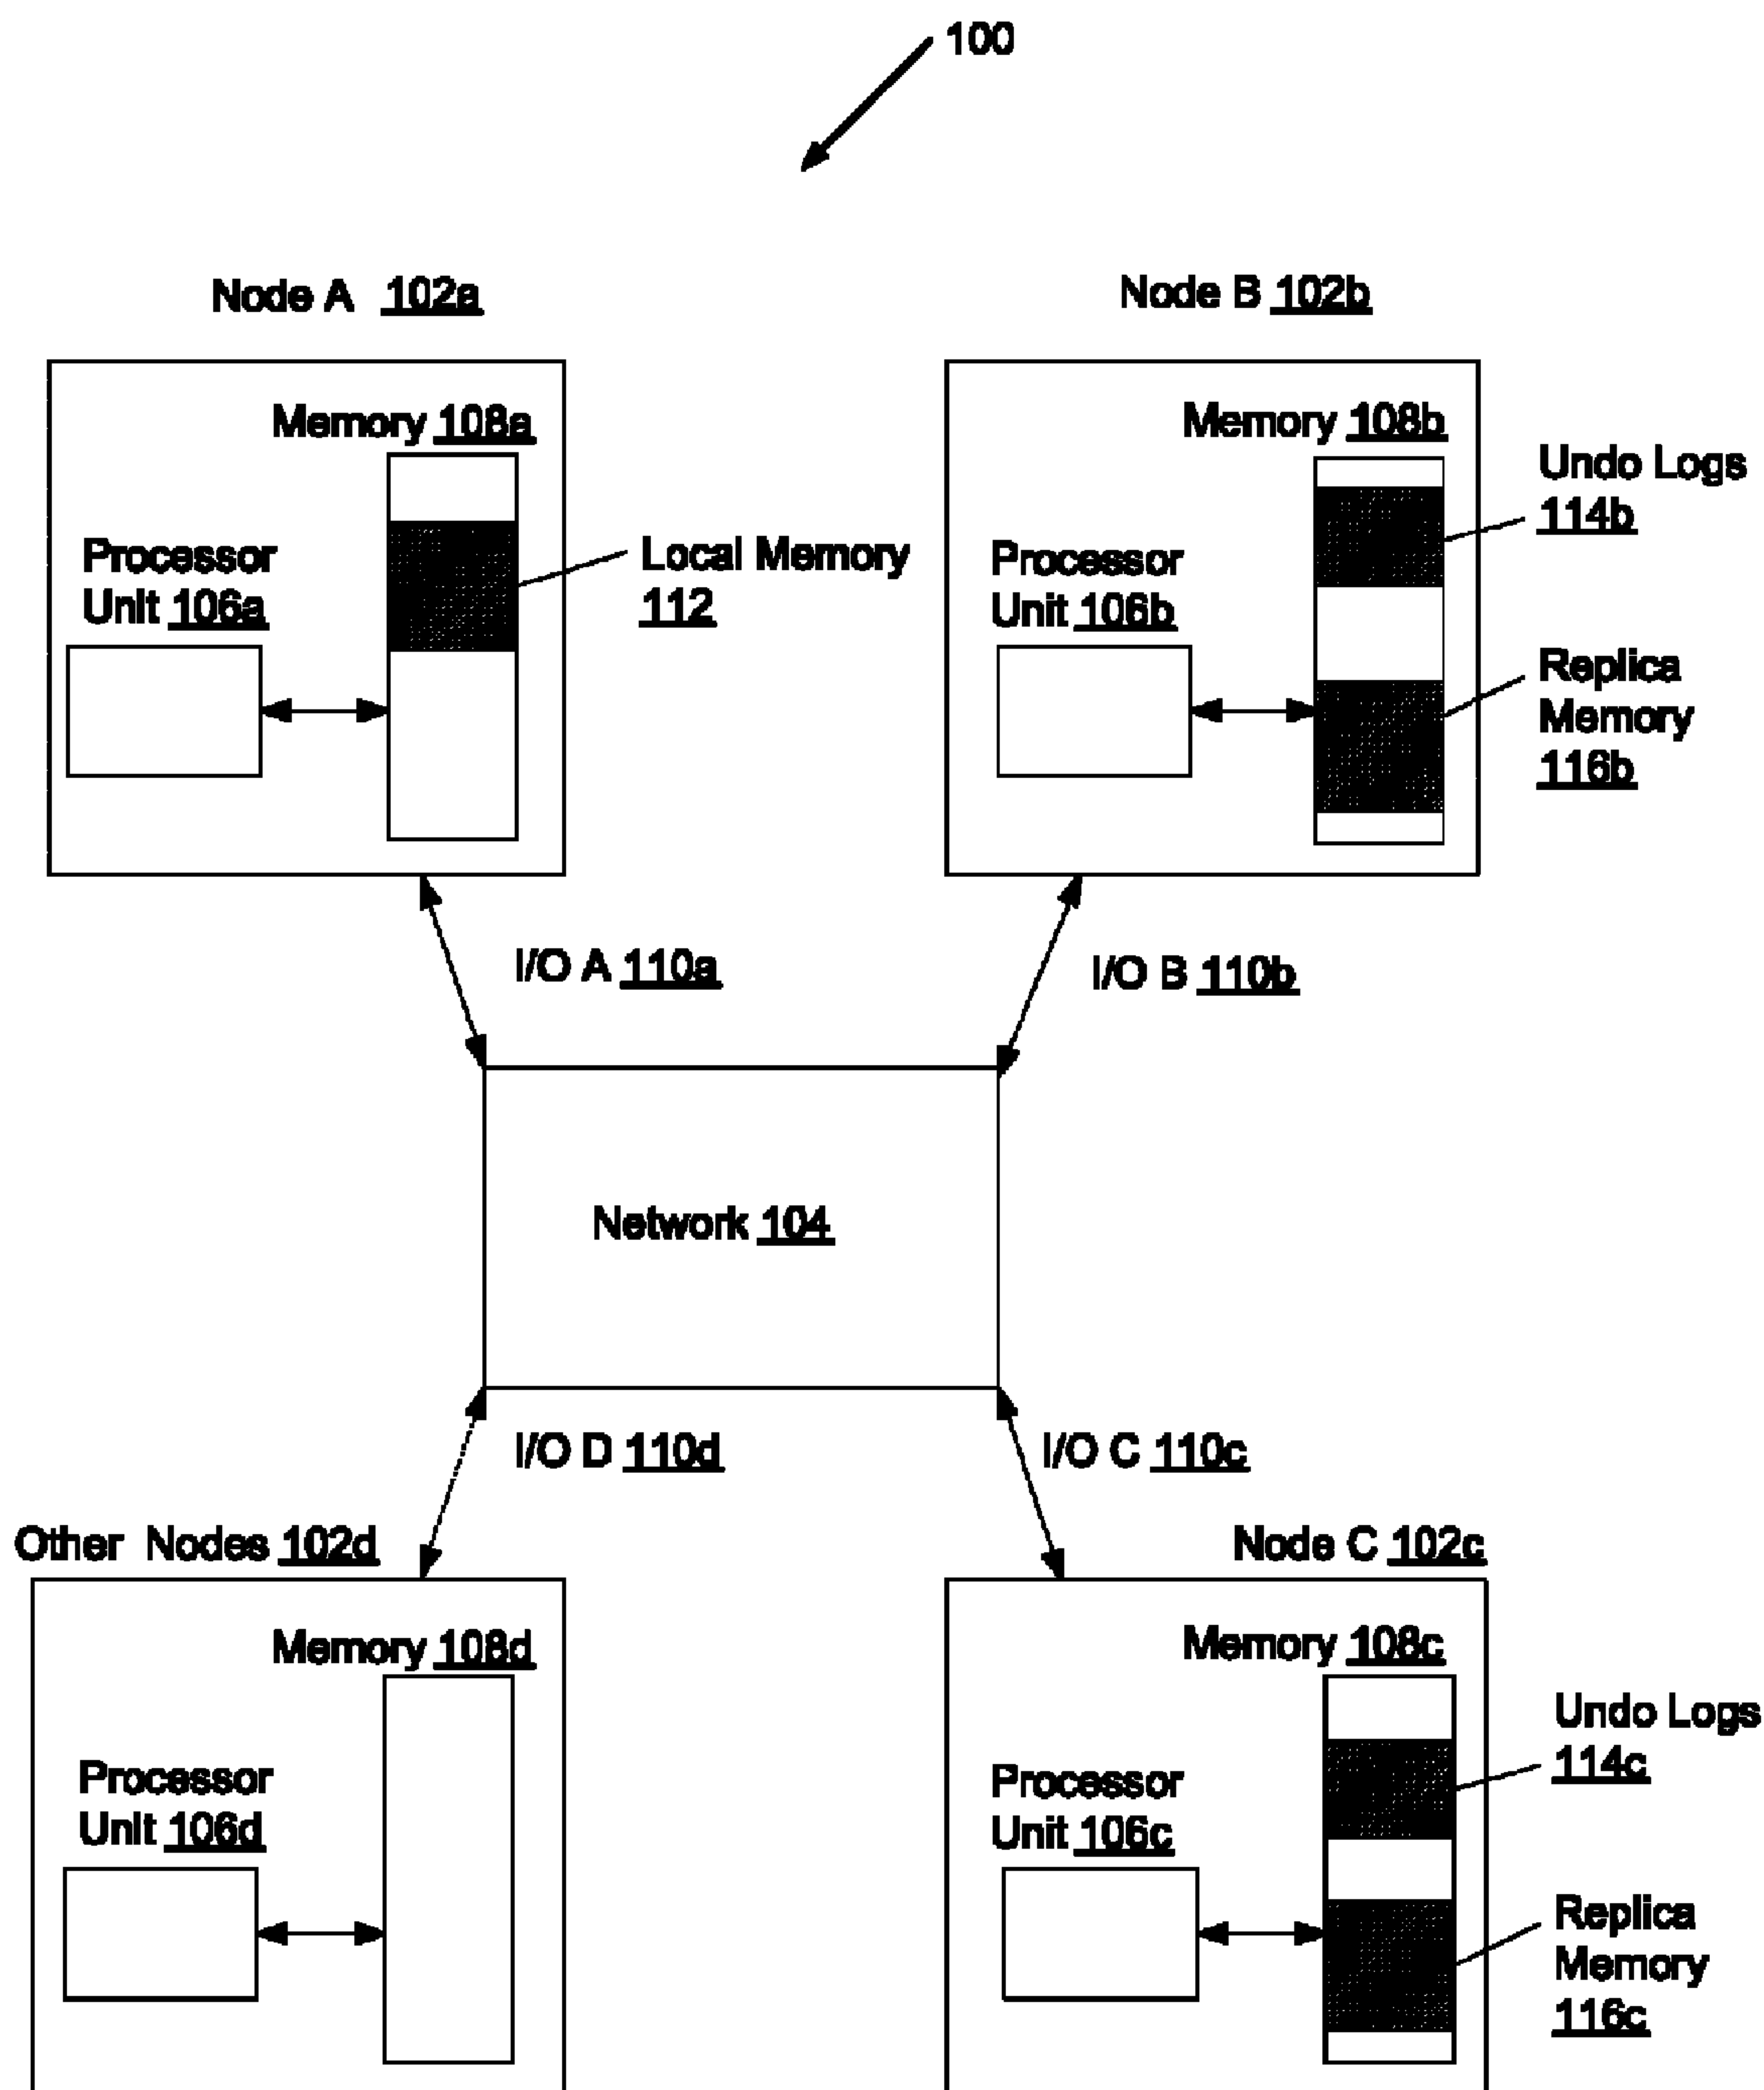 100
Node A 102a
Node B 102b
Memory 108a
Memory 108b
Undo Logs
114b
Processor
Unit 106a
Local Memory
112
Processor
Unit 106b
Replica
Memory
116b
I/O A 110a
I/O B 110b
Network 104
I/O D 110d
I/O C 110c
Other Nodes 102d
Node C 102c
Memory 108d
Memory 108c
Undo Logs
114c
Processor
Unit 106d
Processor
Unit 106c
Replica
Memory
116c